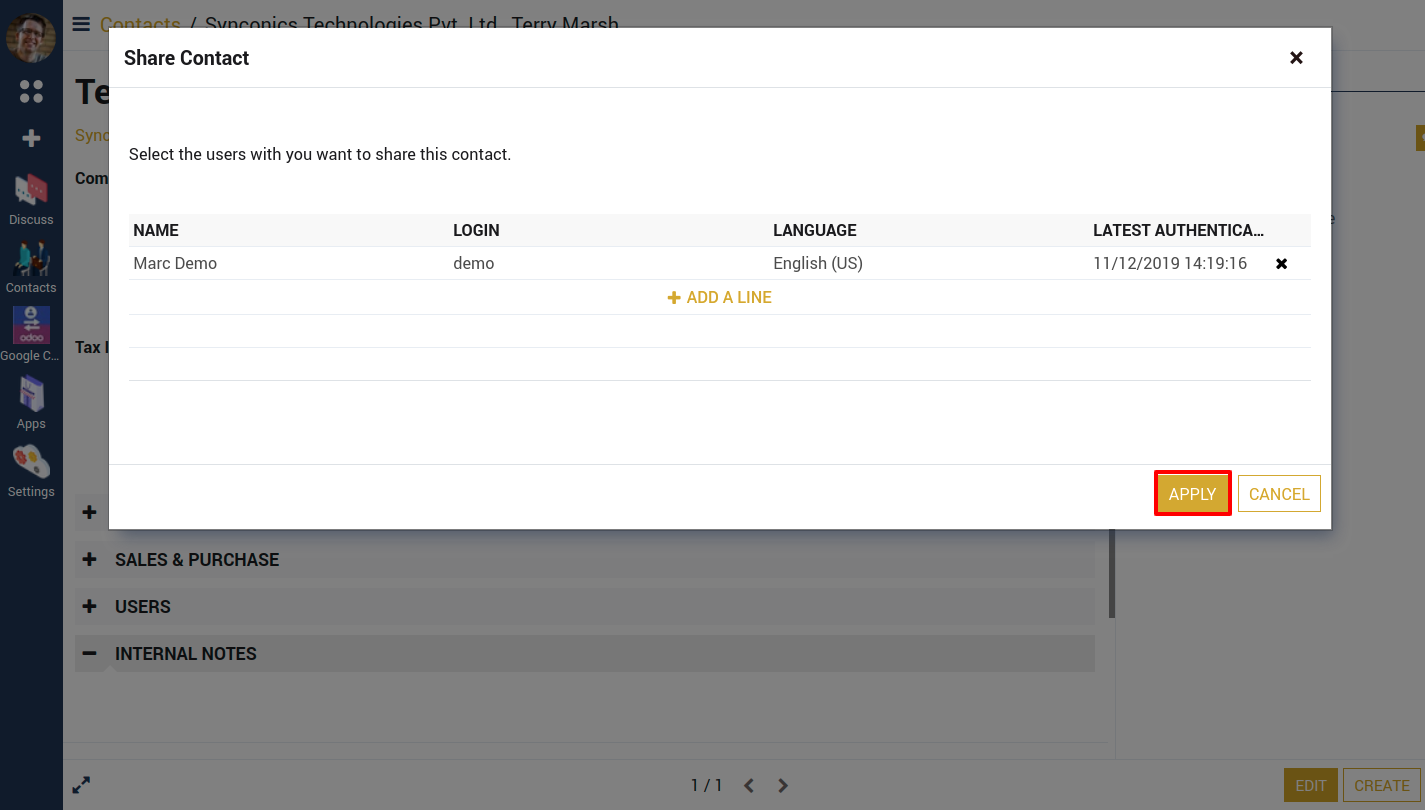 Contacts / Synconics Technologies Pvt. Ltd., Terry Marsh
Share Contact
Te
Sync
Select the users with you want to share this contact.
Com
Discuss
NAME LOGIN LANGUAGE LATEST AUTHENTICA...
Marc Demo demo English (US) 11/12/2019 14:19:16
Contacts
ADD A LINE
odoo
Google C...
Tax I
Apps
Settings
APPLY CANCEL
SALES & PURCHASE
USERS
INTERNAL NOTES
1 / 1
EDIT CREATE